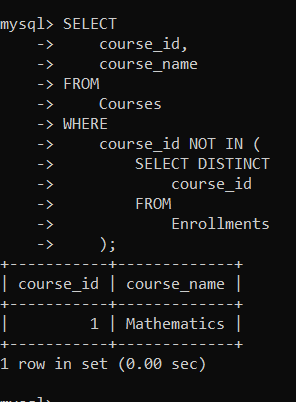 mysql> SELECT
    ->     course_id,
    ->     course_name
    -> FROM
    ->     Courses
    -> WHERE
    ->     course_id NOT IN (
    ->         SELECT DISTINCT
    ->             course_id
    ->         FROM
    ->             Enrollments
    ->     );
+-----------+-------------+
| course_id | course_name |
+-----------+-------------+
|         1 | Mathematics |
+-----------+-------------+
1 row in set (0.00 sec)
mysql>